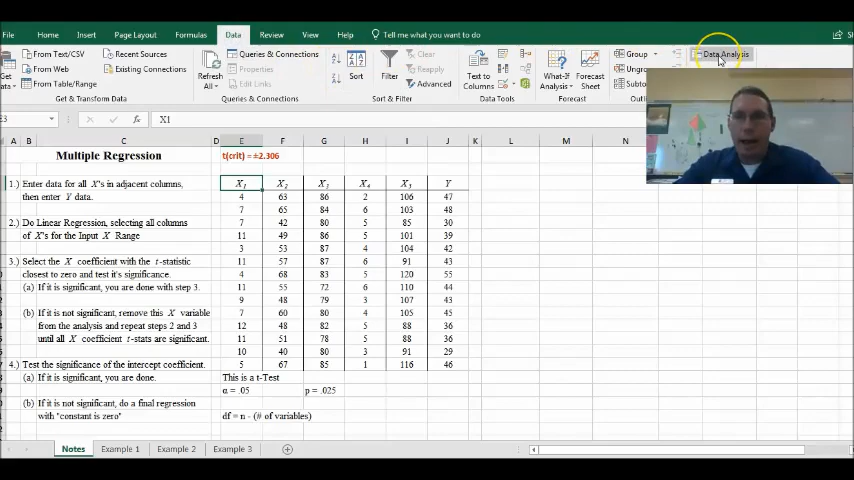 File Home Insert Page Layout Formulas Data Review View Help Tell me what you want to do
From Text/CSV Recent Sources Queries & Connections Clear Group Data Analysis
From Web Existing Connections Properties Reapply
From Table/Range Edit Links Advanced
Get Data Refresh All Sort Filter Text to Columns What-If Analysis Forecast Sheet
Get & Transform Data Queries & Connections Sort & Filter Data Tools Forecast
X1
A B C D E F G H I J K L M N
Multiple Regression t(crit) = ±2.306
1.) Enter data for all X's in adjacent columns, X1 X2 X3 X4 X5 Y
then enter Y data. 4 63 86 2 106 47
7 65 84 6 103 48
2.) Do Linear Regression, selecting all columns 7 42 80 5 85 30
of X's for the Input X Range 11 49 86 5 101 39
3 53 87 4 104 42
3.) Select the X coefficient with the t-statistic 11 57 87 6 91 43
closest to zero and test it's significance. 4 68 83 5 120 55
(a) If it is significant, you are done with step 3. 11 55 72 6 110 44
9 48 79 3 107 43
(b) If it is not significant, remove this X variable 7 60 80 4 105 45
from the analysis and repeat steps 2 and 3 12 48 82 5 88 36
until all X coefficient t-stats are significant. 11 51 78 5 88 36
10 40 80 3 91 29
4.) Test the significance of the intercept coefficient. 5 67 85 1 116 46
(a) If it is significant, you are done. This is a t-Test
α = .05 p = .025
(b) If it is not significant, do a final regression
with "constant is zero" df = n - (# of variables)
Notes Example 1 Example 2 Example 3